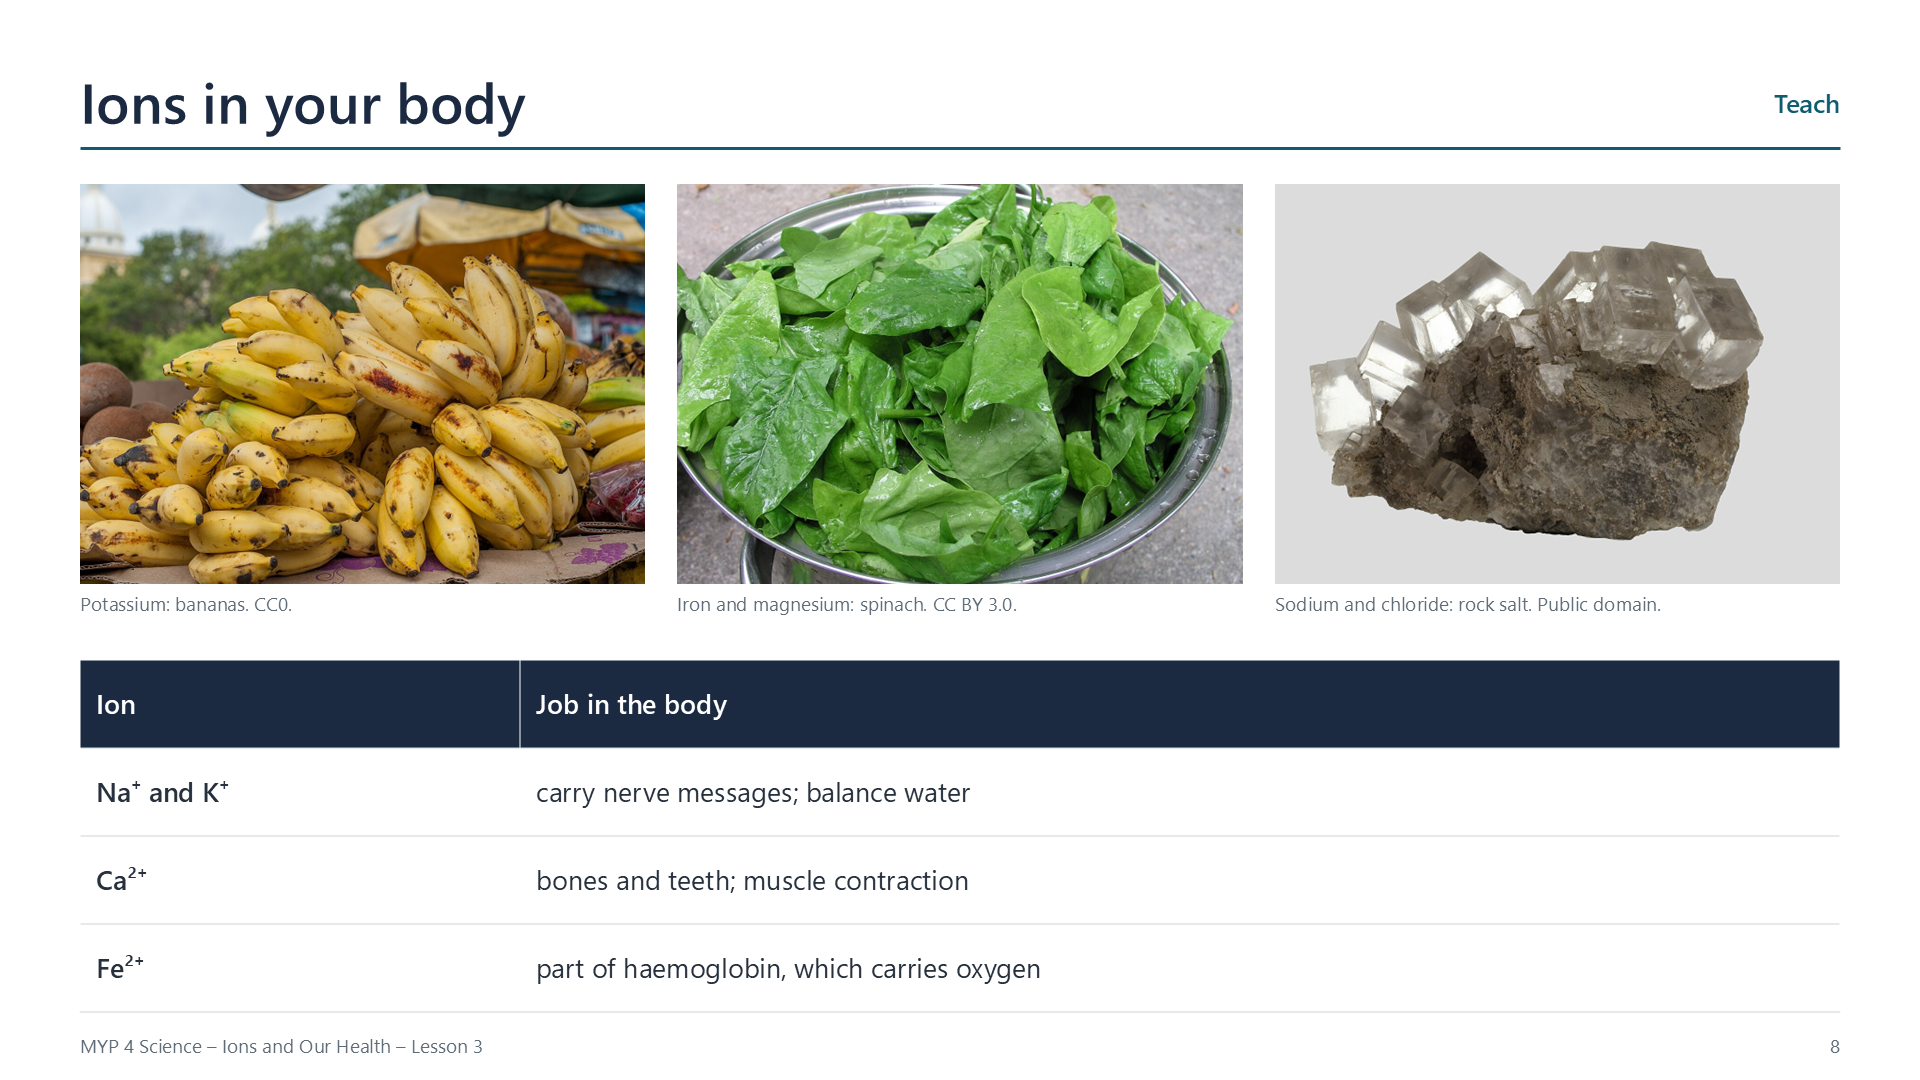 Ions in your body
Teach
Potassium: bananas. CC0.
Iron and magnesium: spinach. CC BY 3.0.
Sodium and chloride: rock salt. Public domain.
Ion
Job in the body
Na⁺ and K⁺
carry nerve messages; balance water
Ca²⁺
bones and teeth; muscle contraction
Fe²⁺
part of haemoglobin, which carries oxygen
MYP 4 Science – Ions and Our Health – Lesson 3
8